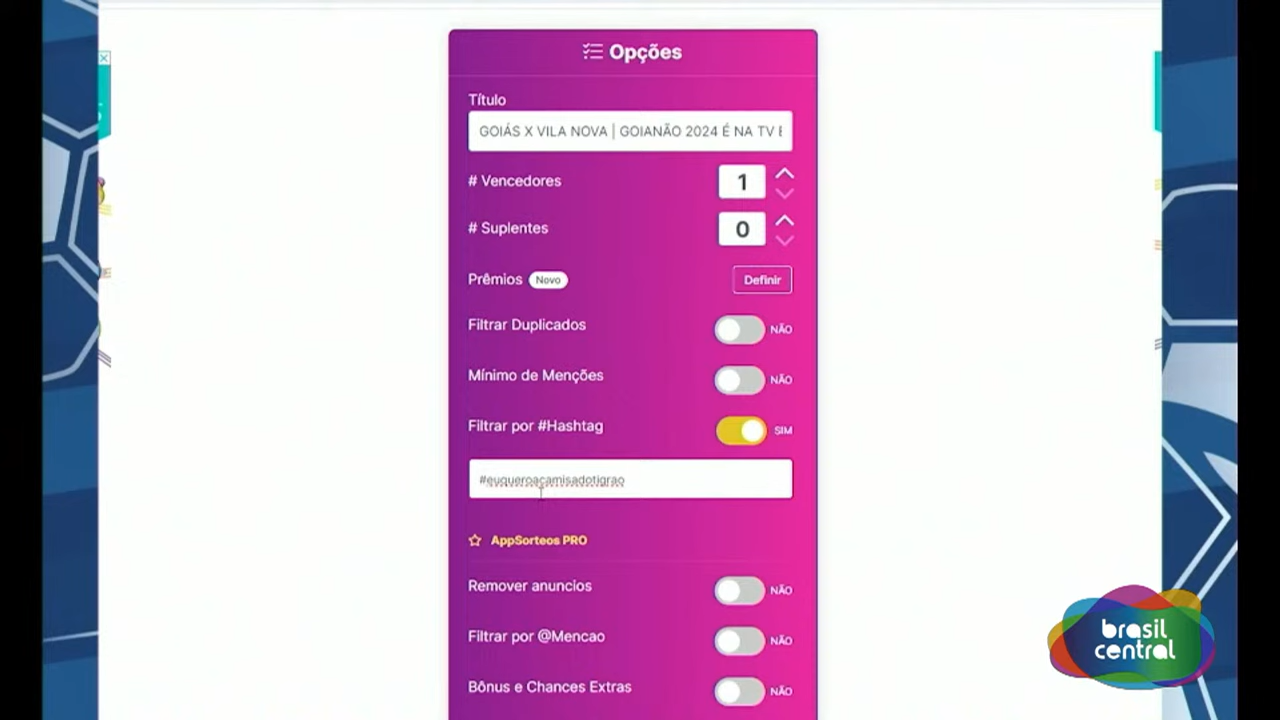 Opções
Título
GOIÁS X VILA NOVA | GOIANÃO 2024 É NA TV
# Vencedores
1
# Suplentes
0
Prêmios Novo
Definir
Filtrar Duplicados
NÃO
Mínimo de Menções
NÃO
Filtrar por #Hashtag
SIM
#euqueroacamisadotigrao
AppSorteos PRO
Remover anuncios
NÃO
Filtrar por @Mencao
NÃO
Bônus e Chances Extras
NÃO
brasil
central